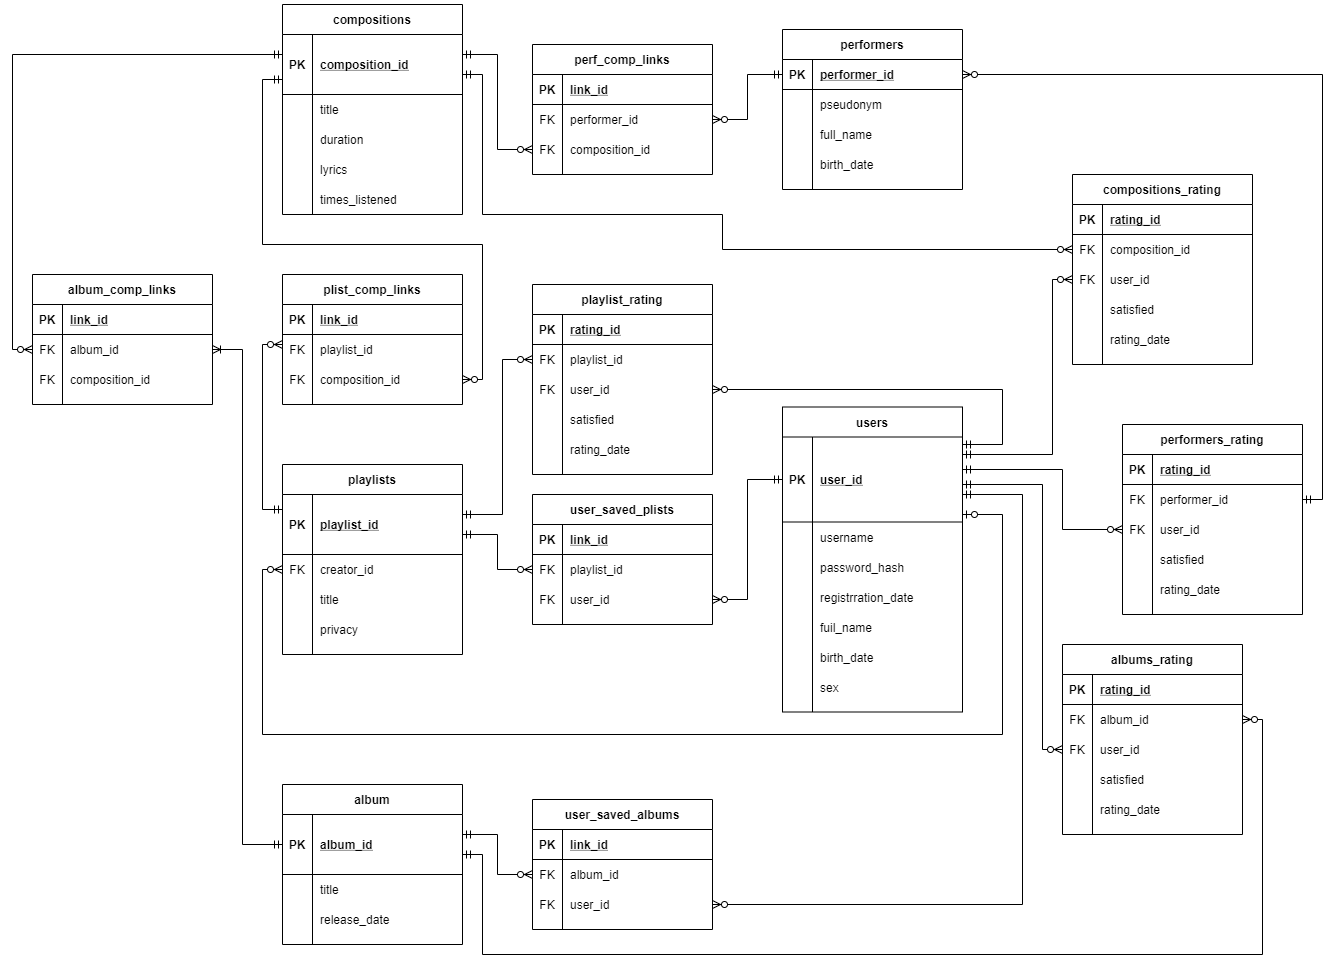 compositions
PK composition_id
title
duration
lyrics
times_listened
perf_comp_links
PK link_id
FK performer_id
FK composition_id
performers
PK performer_id
pseudonym
full_name
birth_date
compositions_rating
PK rating_id
FK composition_id
FK user_id
satisfied
rating_date
album_comp_links
PK link_id
FK album_id
FK composition_id
plist_comp_links
PK link_id
FK playlist_id
FK composition_id
playlist_rating
PK rating_id
FK playlist_id
FK user_id
satisfied
rating_date
users
PK user_id
username
password_hash
registrration_date
fuil_name
birth_date
sex
performers_rating
PK rating_id
FK performer_id
FK user_id
satisfied
rating_date
playlists
PK playlist_id
FK creator_id
title
privacy
user_saved_plists
PK link_id
FK playlist_id
FK user_id
albums_rating
PK rating_id
FK album_id
FK user_id
satisfied
rating_date
album
PK album_id
title
release_date
user_saved_albums
PK link_id
FK album_id
FK user_id